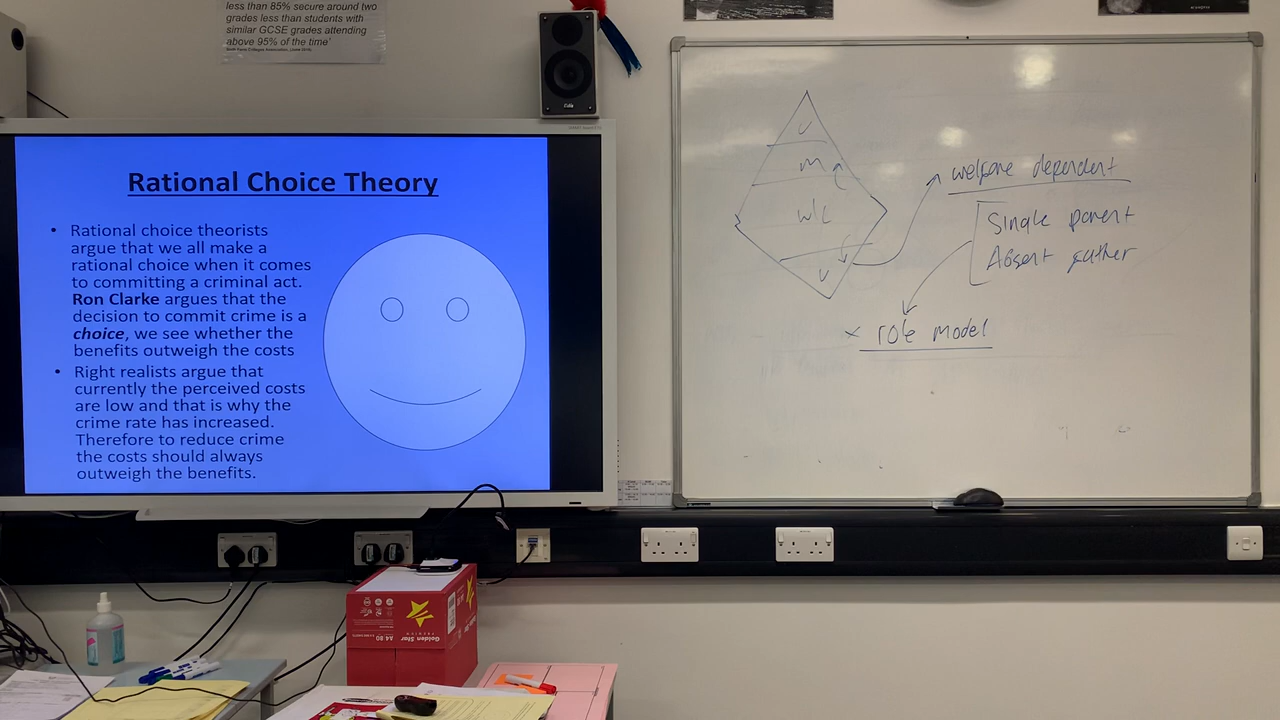 less than 85% secure around two
grades less than students with
similar GCSE grades attending
above 95% of the time'
Rational Choice Theory
• Rational choice theorists
argue that we all make a
rational choice when it comes
to committing a criminal act.
Ron Clarke argues that the
decision to commit crime is a
choice, we see whether the
benefits outweigh the costs
• Right realists argue that
currently the perceived costs
are low and that is why the
crime rate has increased.
Therefore to reduce crime
the costs should always
outweigh the benefits.
U
m
w/c
U
welfare dependent
Single parent
Absent father
× role model
Golden Star
PREMIUM
A4 80